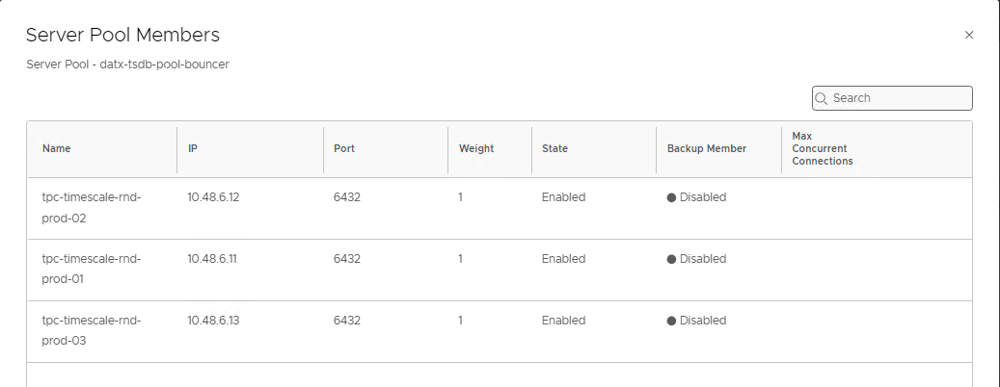 Server Pool Members
Server Pool - datx-tsdb-pool-bouncer
Search
Name IP Port Weight State Backup Member Max
Concurrent
Connections
tpc-timescale-rnd- 10.48.6.12 6432 1 Enabled Disabled
prod-02
tpc-timescale-rnd- 10.48.6.11 6432 1 Enabled Disabled
prod-01
tpc-timescale-rnd- 10.48.6.13 6432 1 Enabled Disabled
prod-03